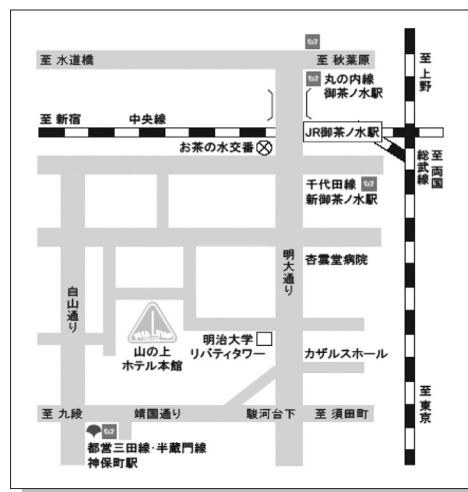 至 水道橋
至 秋葉原
至 上野
丸の内線
御茶ノ水駅
至 新宿
中央線
JR御茶ノ水駅
お茶の水交番
総武線
至 両国
千代田線
新御茶ノ水駅
明大通り
杏雲堂病院
白山通り
山の上
ホテル本館
明治大学
リバティタワー
カザルスホール
至 東京
至 九段
靖国通り
駿河台下
至 須田町
都営三田線・半蔵門線
神保町駅